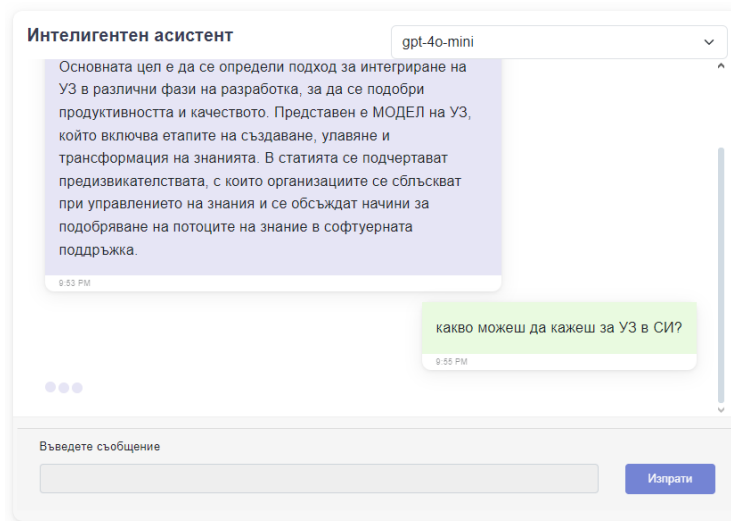 Интелигентен асистент
gpt-4o-mini
Основната цел е да се определи подход за интегриране на
УЗ в различни фази на разработка, за да се подобри
продуктивността и качеството. Представен е МОДЕЛ на УЗ,
който включва етапите на създаване, улавяне и
трансформация на знанията. В статията се подчертават
предизвикателствата, с които организациите се сблъскват
при управлението на знания и се обсъждат начини за
подобряване на потоците на знание в софтуерната
поддръжка.
9:53 PM
какво можеш да кажеш за УЗ в СИ?
9:55 PM
Въведете съобщение
Изпрати